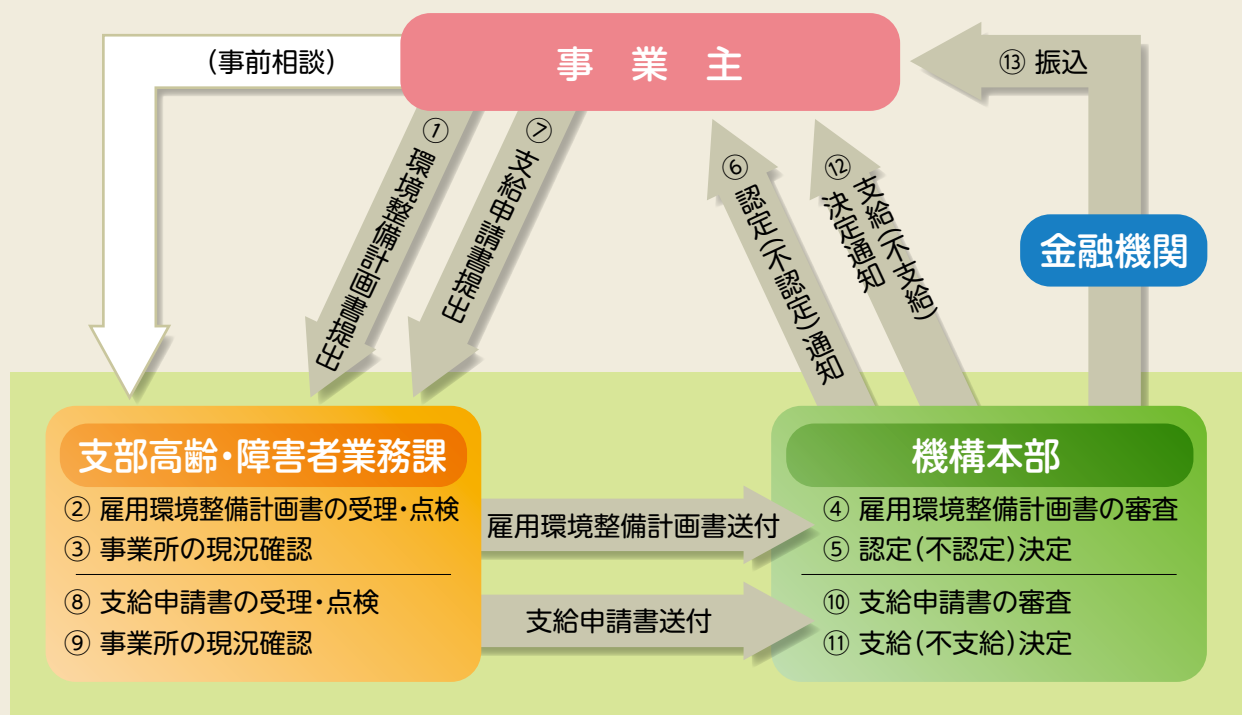 事業主
(事前相談)
⑬ 振込
① 環境整備計画書提出
⑦ 支給申請書提出
⑥ 認定(不認定)通知
⑫ 支給(不支給)
決定通知
金融機関
支部高齢・障害者業務課
② 雇用環境整備計画書の受理・点検
③ 事業所の現況確認
⑧ 支給申請書の受理・点検
⑨ 事業所の現況確認
雇用環境整備計画書送付
支給申請書送付
機構本部
④ 雇用環境整備計画書の審査
⑤ 認定(不認定)決定
⑩ 支給申請書の審査
⑪ 支給(不支給)決定